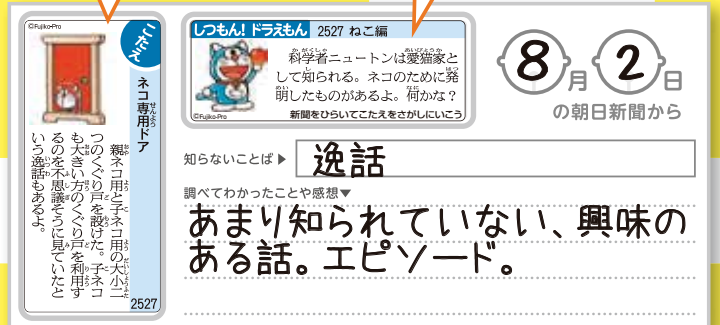 ©Fujiko-Pro
こたえ
ネコ専用ドア
親ネコ用と子ネコ用の大小二
つのくぐり戸を設けた。子ネコ
も大きい方のくぐり戸を利用す
るのを不思議そうに見ていたと
いう逸話もあるよ。
2527
しつもん!ドラえもん 2527 ねこ編
科学者ニュートンは愛猫家と
して知られる。ネコのために発
明したものがあるよ。何かな?
©Fujiko-Pro
新聞をひらいてこたえをさがしにいこう
8月2日
の朝日新聞から
知らないことば▶ 逸話
調べてわかったことや感想▼
あまり知られていない、興味の
ある話。エピソード。